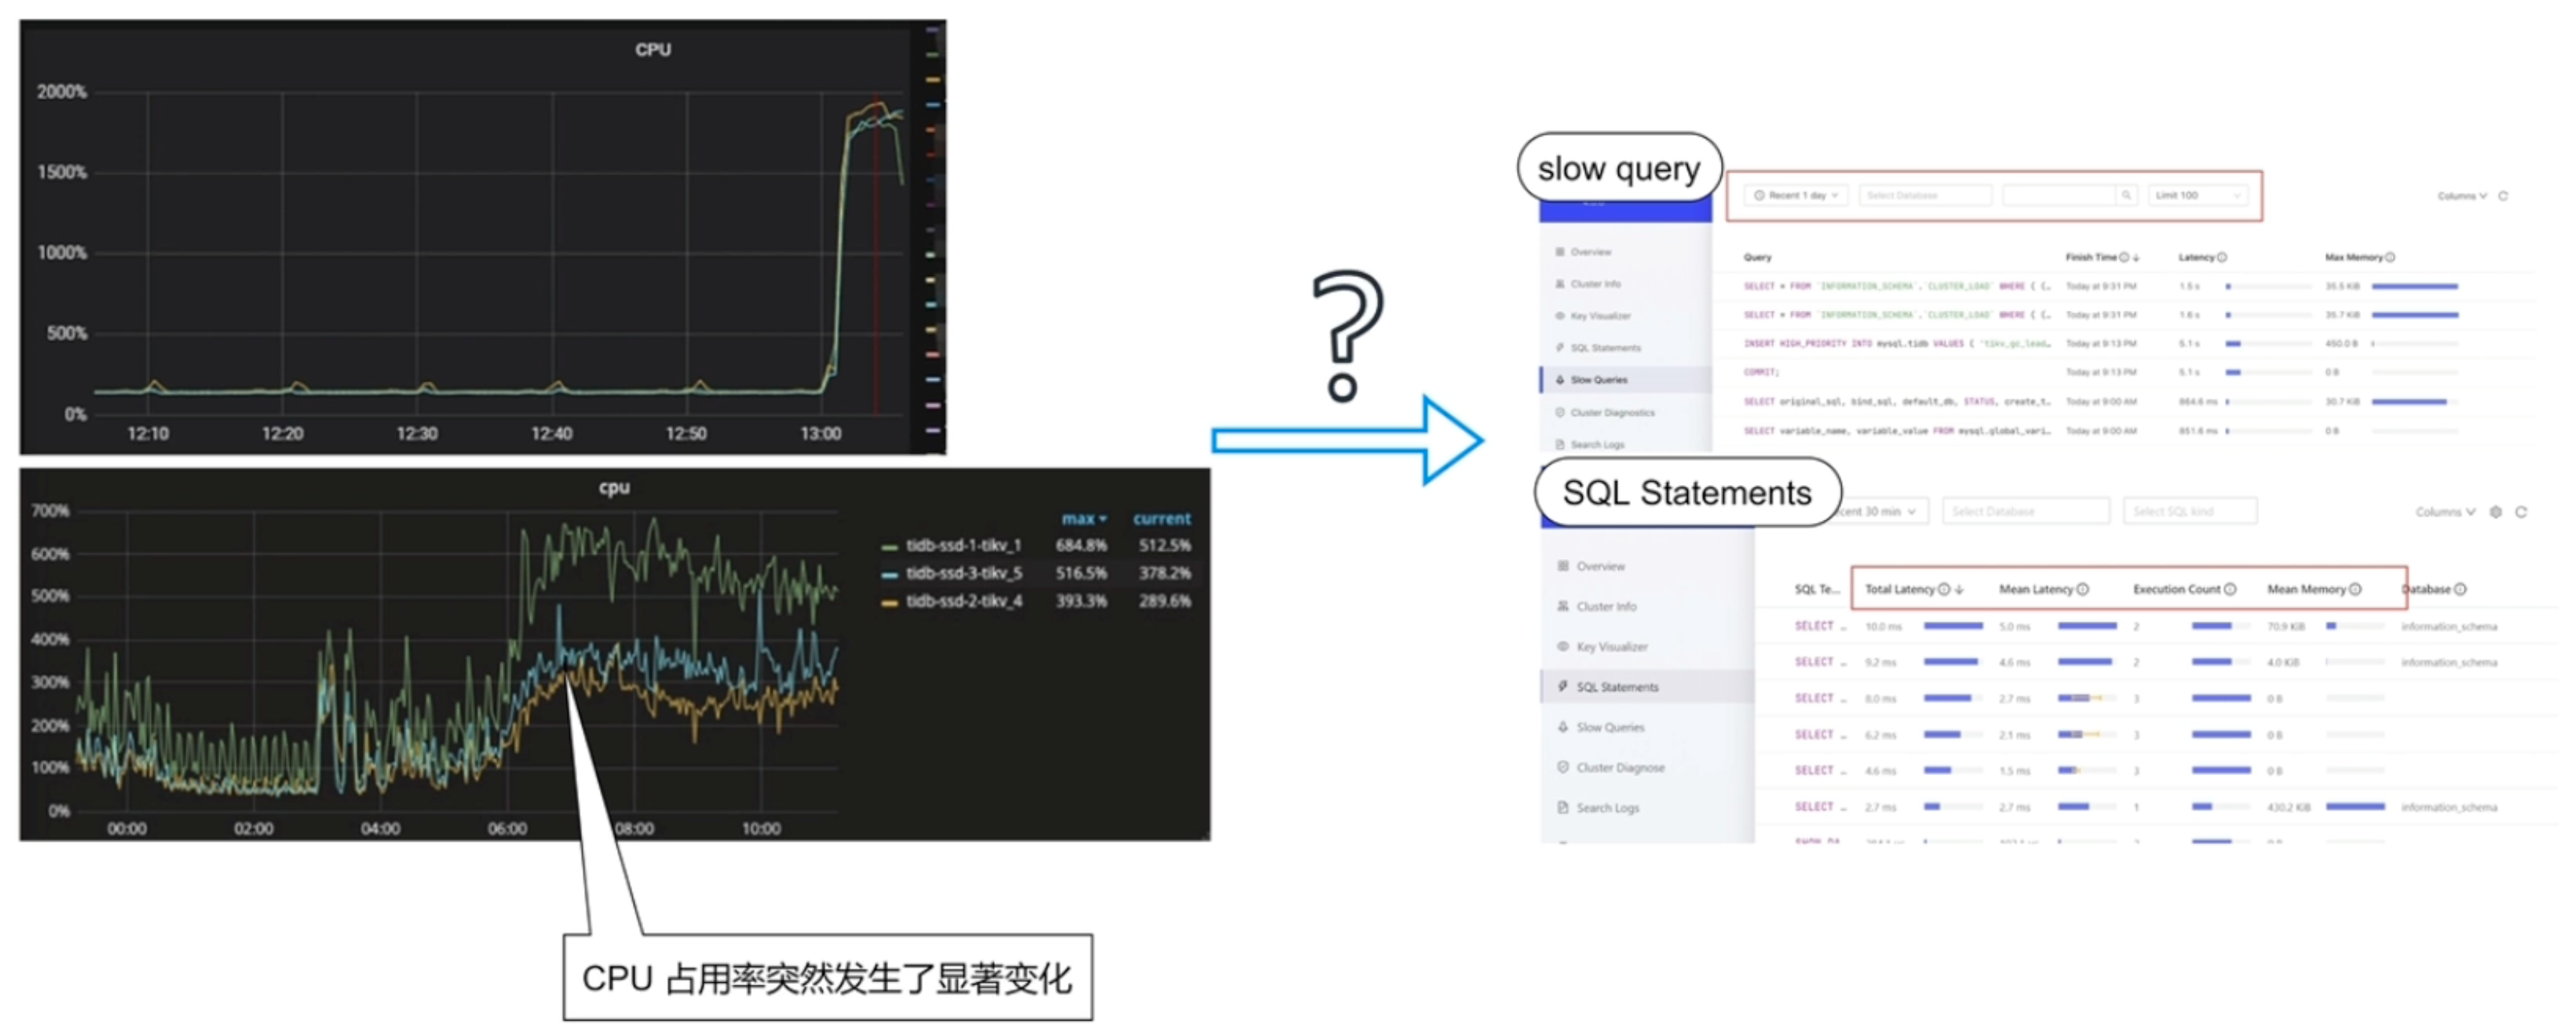 CPU
2000%
1500%
1000%
500%
0%
12:10 12:20 12:30 12:40 12:50 13:00
cpu
700%
600%
500%
400%
300%
200%
100%
0%
00:00 02:00 04:00 06:00 08:00 10:00
max current
tidb-ssd-1-tikv_1 684.8% 512.5%
tidb-ssd-3-tikv_5 516.5% 378.2%
tidb-ssd-2-tikv_4 393.3% 289.6%
CPU 占用率突然发生了显著变化
?
slow query
Recent 1 day Select Database Limit 100 Columns
Overview
Cluster Info
Key Visualizer
SQL Statements
Slow Queries
Cluster Diagnostics
Search Logs
Query Finish Time Latency Max Memory
SELECT * FROM `INFORMATION_SCHEMA`.`CLUSTER_LOAD` WHERE ( (… Today at 9:31 PM 1.5 s 35.5 KiB
SELECT * FROM `INFORMATION_SCHEMA`.`CLUSTER_LOAD` WHERE ( (… Today at 9:31 PM 1.6 s 35.7 KiB
INSERT HIGH_PRIORITY INTO mysql.tidb VALUES ( 'tikv_gc_lead… Today at 9:13 PM 5.1 s 450.0 B
COMMIT; Today at 9:13 PM 5.1 s 0 B
SELECT original_sql, bind_sql, default_db, STATUS, create_t… Today at 9:00 AM 864.6 ms 30.7 KiB
SELECT variable_name, variable_value FROM mysql.global_vari… Today at 9:00 AM 851.6 ms 0 B
SQL Statements
cent 30 min Select Database Select SQL kind Columns
Overview
Cluster Info
Key Visualizer
SQL Statements
Slow Queries
Cluster Diagnose
Search Logs
SQL Te... Total Latency Mean Latency Execution Count Mean Memory Database
SELECT … 10.0 ms 5.0 ms 2 70.9 KiB information_schema
SELECT … 9.2 ms 4.6 ms 2 4.0 KiB information_schema
SELECT … 8.0 ms 2.7 ms 3 0 B
SELECT … 6.2 ms 2.1 ms 3 0 B
SELECT … 4.6 ms 1.5 ms 3 0 B
SELECT … 2.7 ms 2.7 ms 1 430.2 KiB information_schema